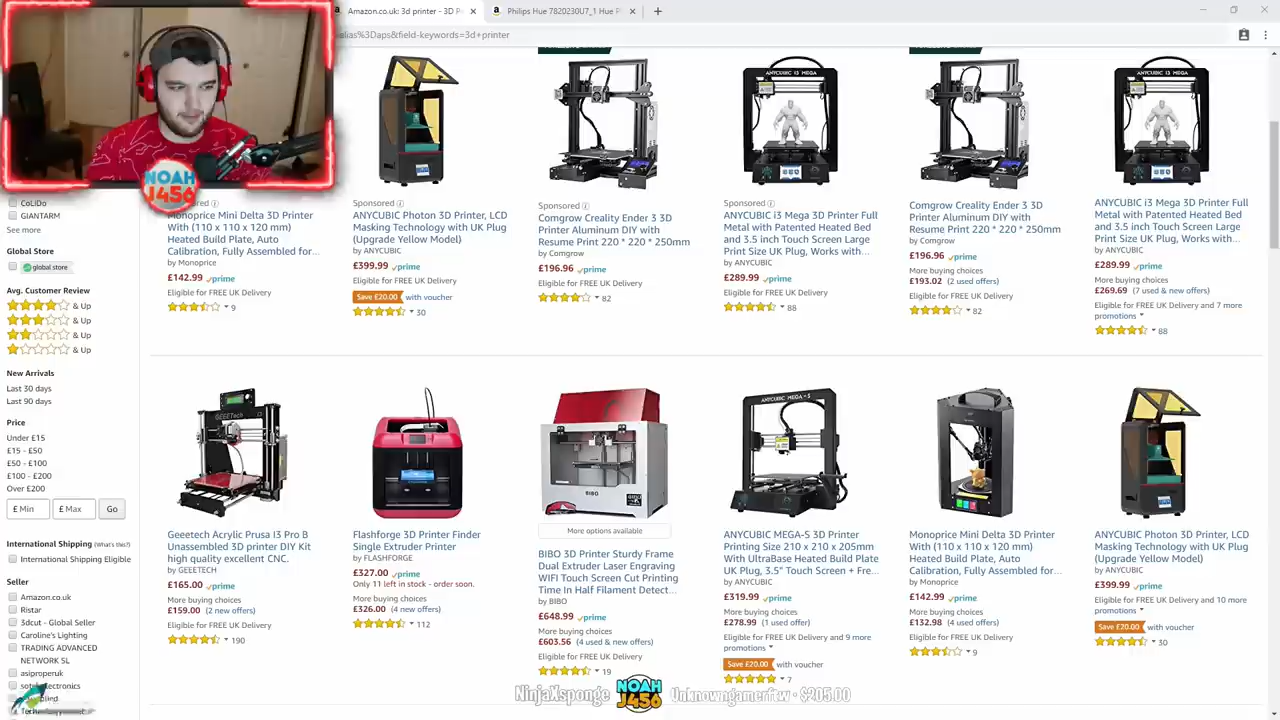 Amazon.co.uk: 3d printer - 3D P
Philips Hue 7820230U7_1 Hue P
alias%3Daps&field-keywords=3d+printer
NOAH
J456
CoLiDo
GIANTARM
See more
Global Store
global store
Avg. Customer Review
& Up
& Up
& Up
& Up
New Arrivals
Last 30 days
Last 90 days
Price
Under £15
£15 - £50
£50 - £100
£100 - £200
Over £200
£ Min
£ Max
Go
International Shipping (What's this?)
International Shipping Eligible
Seller
Amazon.co.uk
Ristar
3dcut - Global Seller
Caroline's Lighting
TRADING ADVANCED
NETWORK SL
asiproperuk
Monoprice Mini Delta 3D Printer
With (110 x 110 x 120 mm)
Heated Build Plate, Auto
Calibration, Fully Assembled for...
by Monoprice
£142.99 prime
Eligible for FREE UK Delivery
9
Sponsored
ANYCUBIC Photon 3D Printer, LCD
Masking Technology with UK Plug
(Upgrade Yellow Model)
by ANYCUBIC
£399.99 prime
Eligible for FREE UK Delivery
Save £20.00 with voucher
30
Sponsored
Comgrow Creality Ender 3 3D
Printer Aluminum DIY with
Resume Print 220 * 220 * 250mm
by Comgrow
£196.96 prime
Eligible for FREE UK Delivery
82
ANYCUBIC I3 MEGA
Sponsored
ANYCUBIC i3 Mega 3D Printer Full
Metal with Patented Heated Bed
and 3.5 inch Touch Screen Large
Print Size UK Plug, Works with...
by ANYCUBIC
£289.99 prime
Eligible for FREE UK Delivery
88
Comgrow Creality Ender 3 3D
Printer Aluminum DIY with
Resume Print 220 * 220 * 250mm
by Comgrow
£196.96 prime
More buying choices
£193.02 (2 used offers)
Eligible for FREE UK Delivery
82
ANYCUBIC I3 MEGA
ANYCUBIC i3 Mega 3D Printer Full
Metal with Patented Heated Bed
and 3.5 inch Touch Screen Large
Print Size UK Plug, Works with...
by ANYCUBIC
£289.99 prime
More buying choices
£269.69 (7 used & new offers)
Eligible for FREE UK Delivery and 7 more
promotions
88
GEEETech
Geeetech Acrylic Prusa I3 Pro B
Unassembled 3D printer DIY Kit
high quality excellent CNC.
by GEEETECH
£165.00 prime
More buying choices
£159.00 (2 new offers)
Eligible for FREE UK Delivery
190
Flashforge 3D Printer Finder
Single Extruder Printer
by FLASHFORGE
£327.00 prime
Only 11 left in stock - order soon.
More buying choices
£326.00 (4 new offers)
112
BIBO
More options available
BIBO 3D Printer Sturdy Frame
Dual Extruder Laser Engraving
WIFI Touch Screen Cut Printing
Time In Half Filament Detect...
by BIBO
£648.99 prime
More buying choices
£603.56 (4 used & new offers)
Eligible for FREE UK Delivery
19
ANYCUBIC MEGA-S
ANYCUBIC MEGA-S 3D Printer
Printing Size 210 x 210 x 205mm
With UltraBase Heated Build Plate
UK Plug, 3.5" Touch Screen + Fre...
by ANYCUBIC
£319.99 prime
More buying choices
£278.99 (1 used offer)
Eligible for FREE UK Delivery and 9 more
promotions
Save £20.00 with voucher
7
Monoprice Mini Delta 3D Printer
With (110 x 110 x 120 mm)
Heated Build Plate, Auto
Calibration, Fully Assembled for...
by Monoprice
£142.99 prime
More buying choices
£132.98 (4 used offers)
Eligible for FREE UK Delivery
9
ANYCUBIC Photon 3D Printer, LCD
Masking Technology with UK Plug
(Upgrade Yellow Model)
by ANYCUBIC
£399.99 prime
Eligible for FREE UK Delivery and 10 more
promotions
Save £20.00 with voucher
30
NinjaXsponge NOAH J456 Unknowngamerftw - $205.00